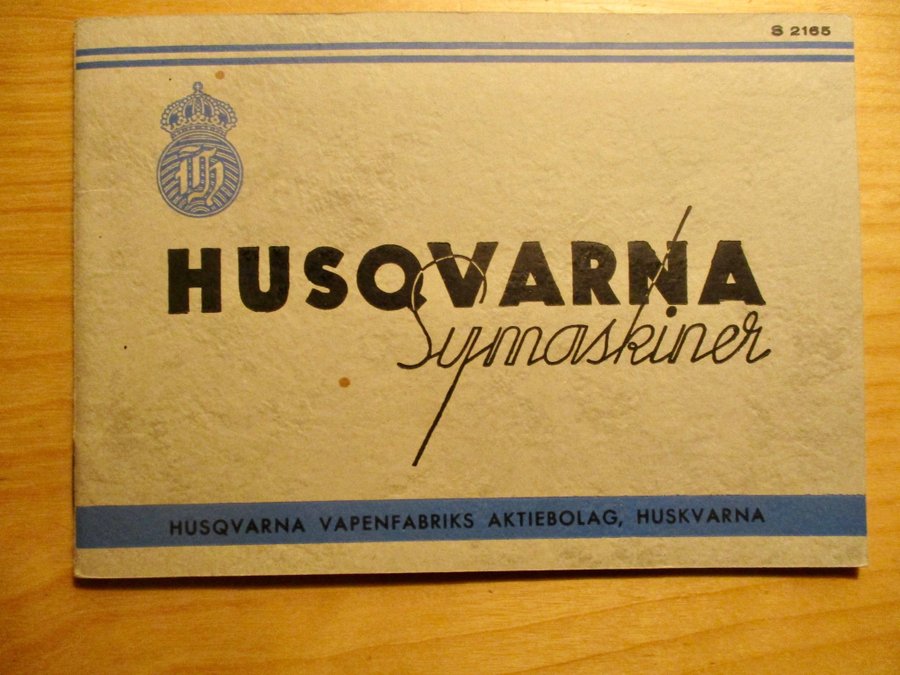 S 2165
H
HUSQVARNA
Symaskiner
HUSQVARNA VAPENFABRIKS AKTIEBOLAG, HUSKVARNA